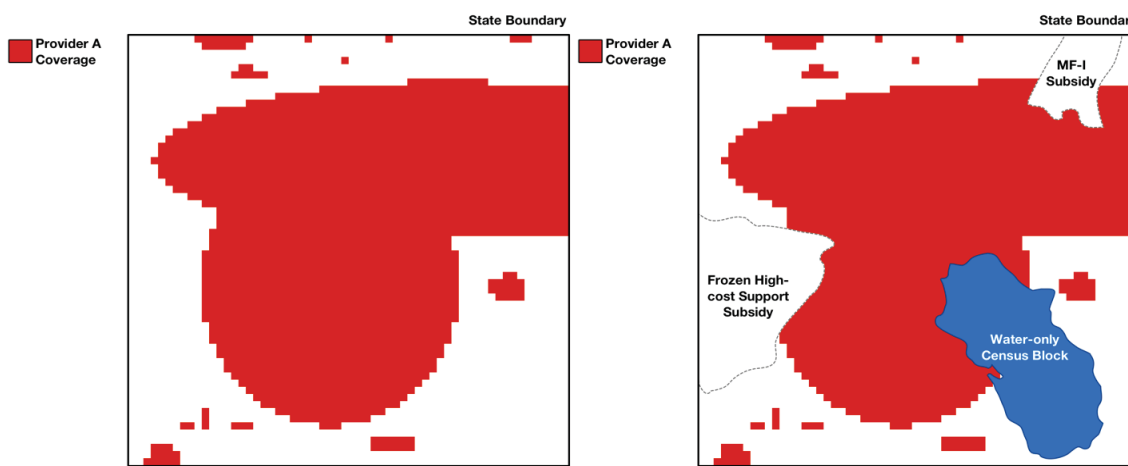 State Boundary
Provider A
Coverage
State Boundar
Provider A
Coverage
MF-I
Subsidy
Frozen High-
cost Support
Subsidy
Water-only
Census Block